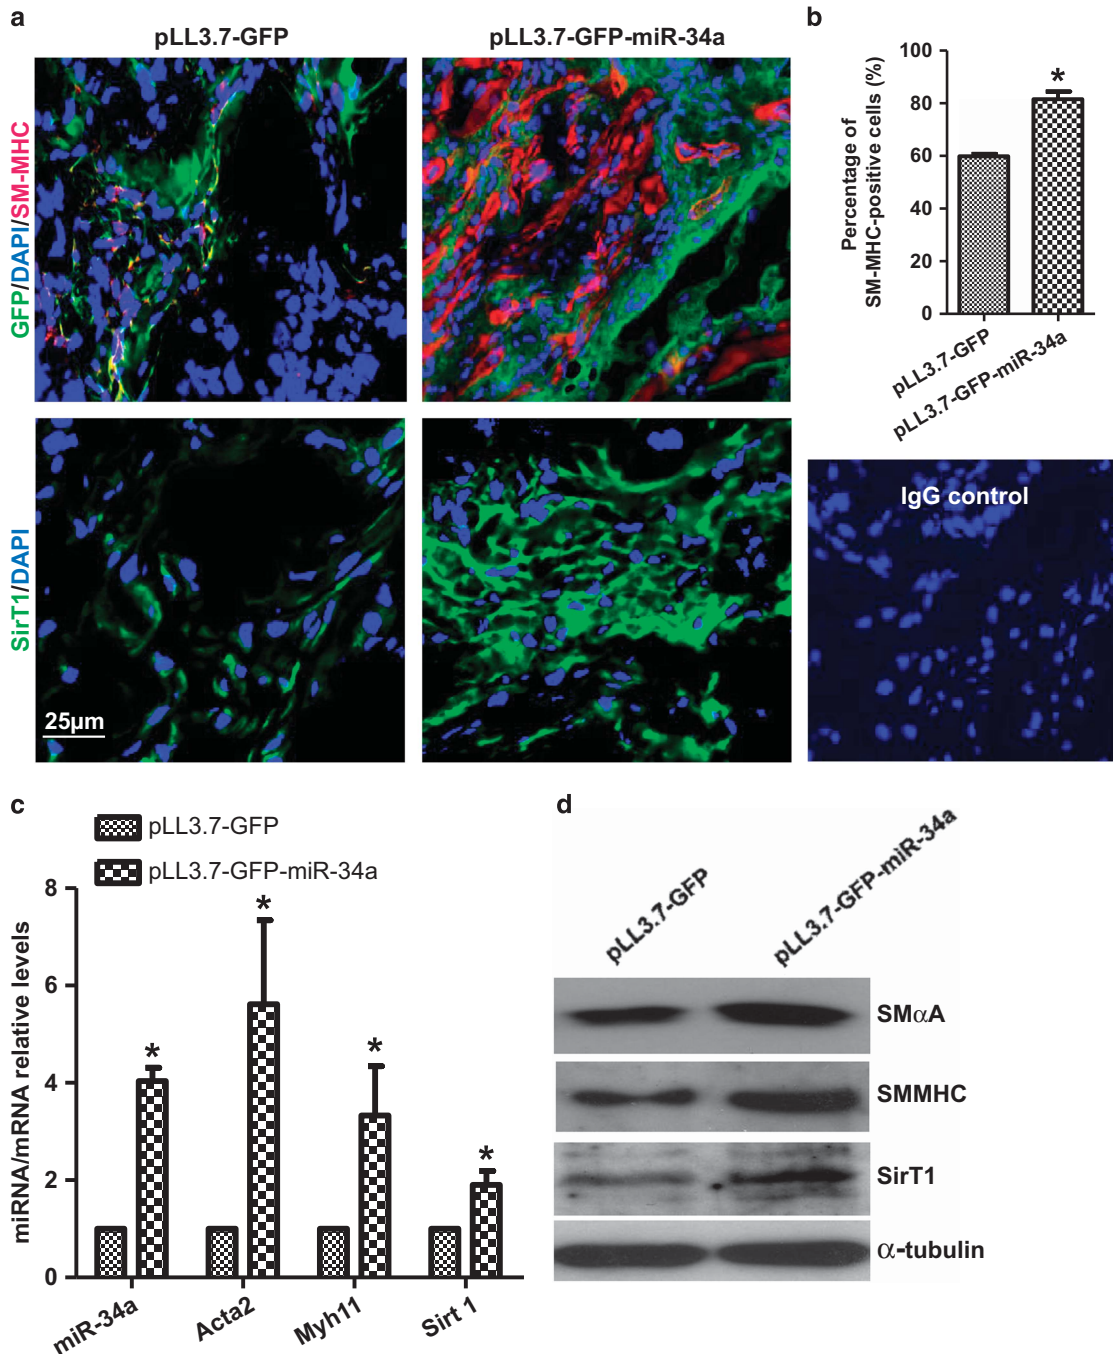 a
pLL3.7-GFP
pLL3.7-GFP-miR-34a
GFP/DAPI/SM-MHC
SirT1/DAPI
25µm
b
Percentage of
SM-MHC-positive cells (%)
100
80
60
40
20
0
*
pLL3.7-GFP
pLL3.7-GFP-miR-34a
IgG control
c
pLL3.7-GFP
pLL3.7-GFP-miR-34a
miRNA/mRNA relative levels
8
6
4
2
0
*
*
*
*
miR-34a
Acta2
Myh11
Sirt 1
d
pLL3.7-GFP
pLL3.7-GFP-miR-34a
SMαA
SMMHC
SirT1
α-tubulin